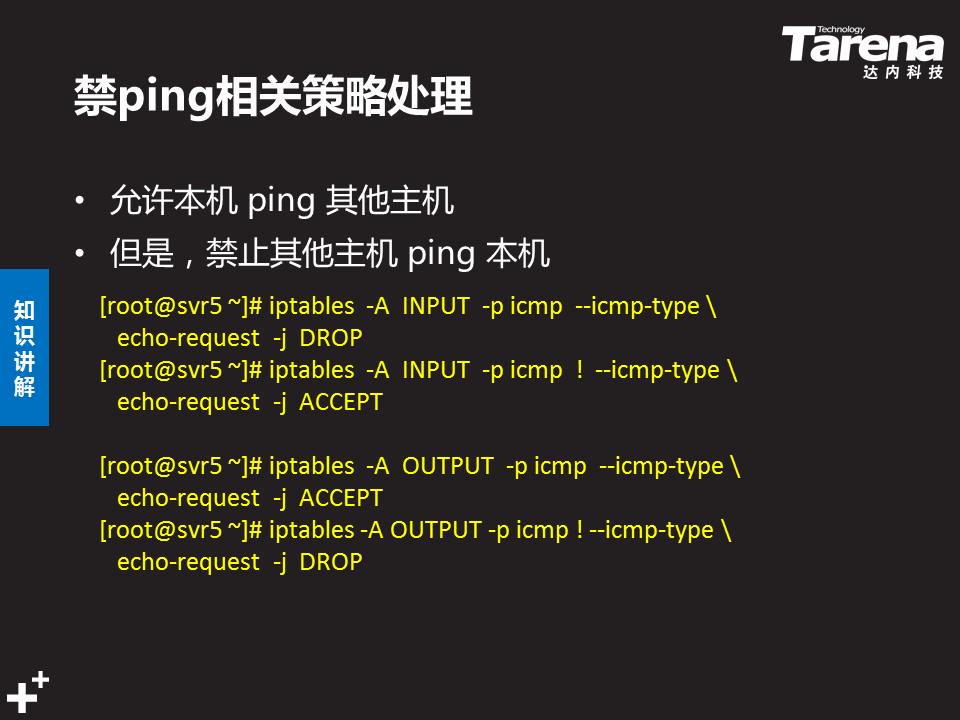 Technology
Tarena
达内科技
禁ping相关策略处理
• 允许本机 ping 其他主机
• 但是，禁止其他主机 ping 本机
知识讲解
[root@svr5 ~]# iptables -A INPUT -p icmp --icmp-type \
echo-request -j DROP
[root@svr5 ~]# iptables -A INPUT -p icmp ! --icmp-type \
echo-request -j ACCEPT
[root@svr5 ~]# iptables -A OUTPUT -p icmp --icmp-type \
echo-request -j ACCEPT
[root@svr5 ~]# iptables -A OUTPUT -p icmp ! --icmp-type \
echo-request -j DROP